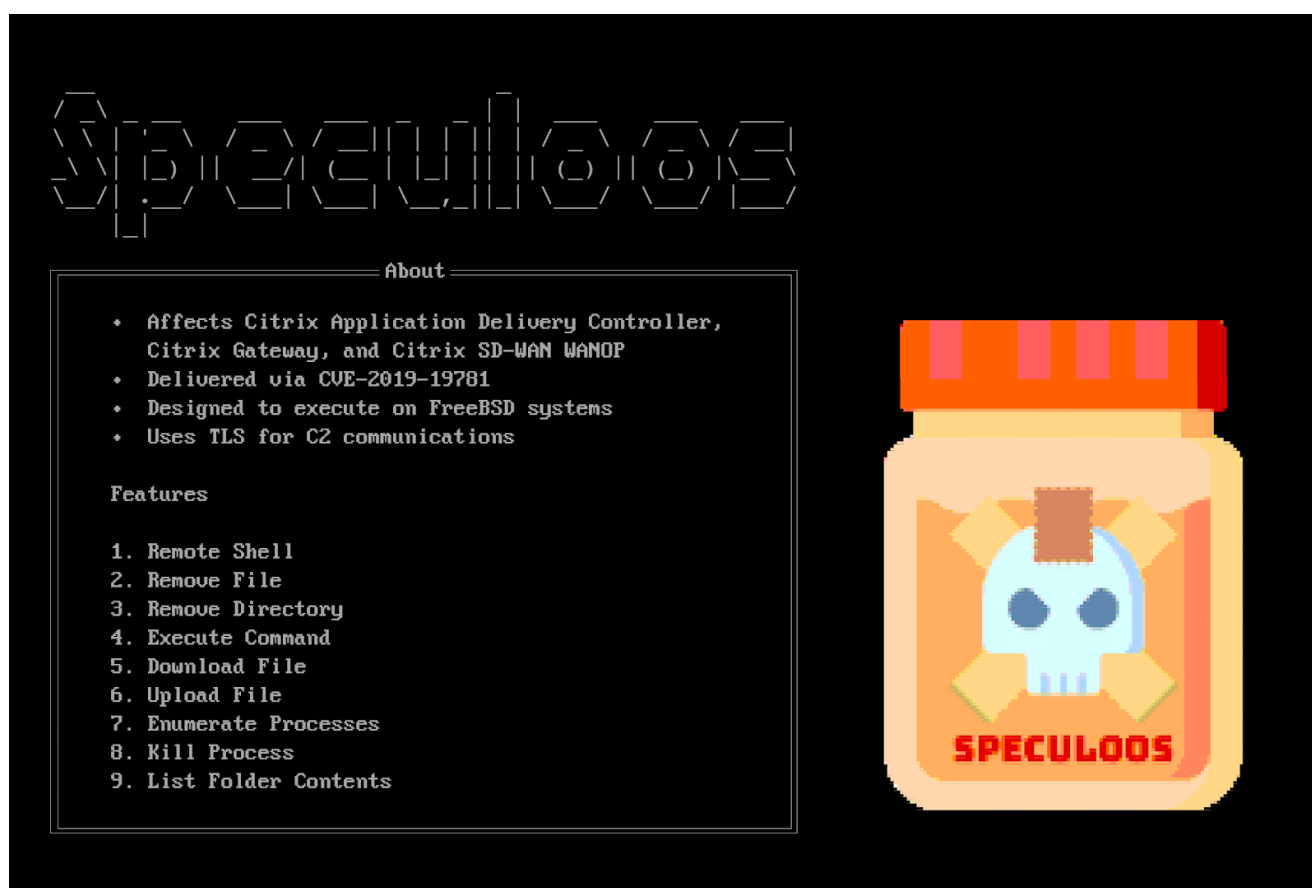 Speculoos
About
• Affects Citrix Application Delivery Controller,
Citrix Gateway, and Citrix SD-WAN WANOP
• Delivered via CVE-2019-19781
• Designed to execute on FreeBSD systems
• Uses TLS for C2 communications
Features
1. Remote Shell
2. Remove File
3. Remove Directory
4. Execute Command
5. Download File
6. Upload File
7. Enumerate Processes
8. Kill Process
9. List Folder Contents
SPECULOOS